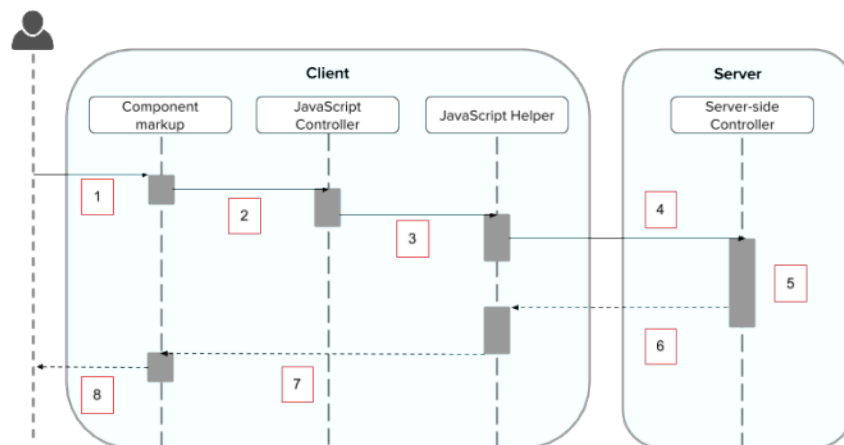 Client
Server
Component
markup
JavaScript
Controller
JavaScript Helper
Server-side
Controller
1
2
3
4
5
6
7
8